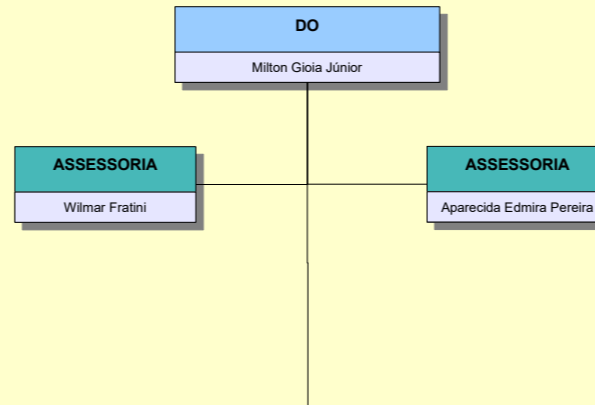 DO
Milton Gioia Júnior
ASSESSORIA
Wilmar Fratini
ASSESSORIA
Aparecida Edmira Pereira